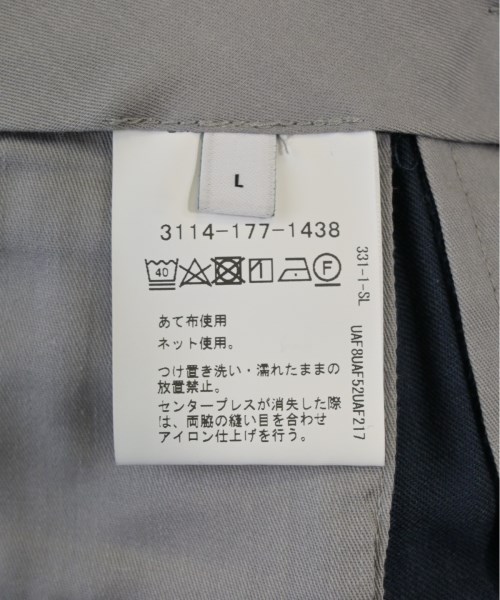 L
3114-177-1438
40
F
あて布使用
ネット使用。
つけ置き洗い・濡れたままの
放置禁止。
センタープレスが消失した際
は、両脇の縫い目を合わせ
アイロン仕上げを行う。
331-1-SL
UAF8UAF52UAF217